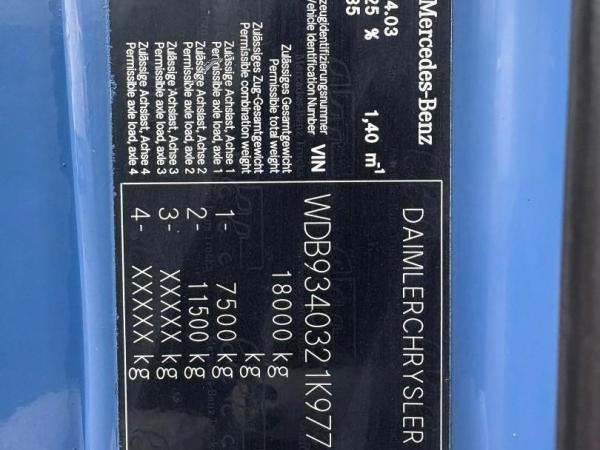 Mercedes-Benz
4.03
25 % 1,40 m-1
35
DAIMLERCHRYSLER
zeugidentifizierungsnummer
Vehicle Identification Number VIN WDB9340321K977
Zulässiges Gesamtgewicht
Permissible total weight 18000 kg
Zulässiges Zug-Gesamtgewicht
Permissible combination weight kg
Zulässige Achslast, Achse 1
Permissible axle load, axle 1 1- 7500 kg
Zulässige Achslast, Achse 2
Permissible axle load, axle 2 2- 11500 kg
Zulässige Achslast, Achse 3
Permissible axle load, axle 3 3- XXXXX kg
Zulässige Achslast, Achse 4
Permissible axle load, axle 4 4- XXXXX kg